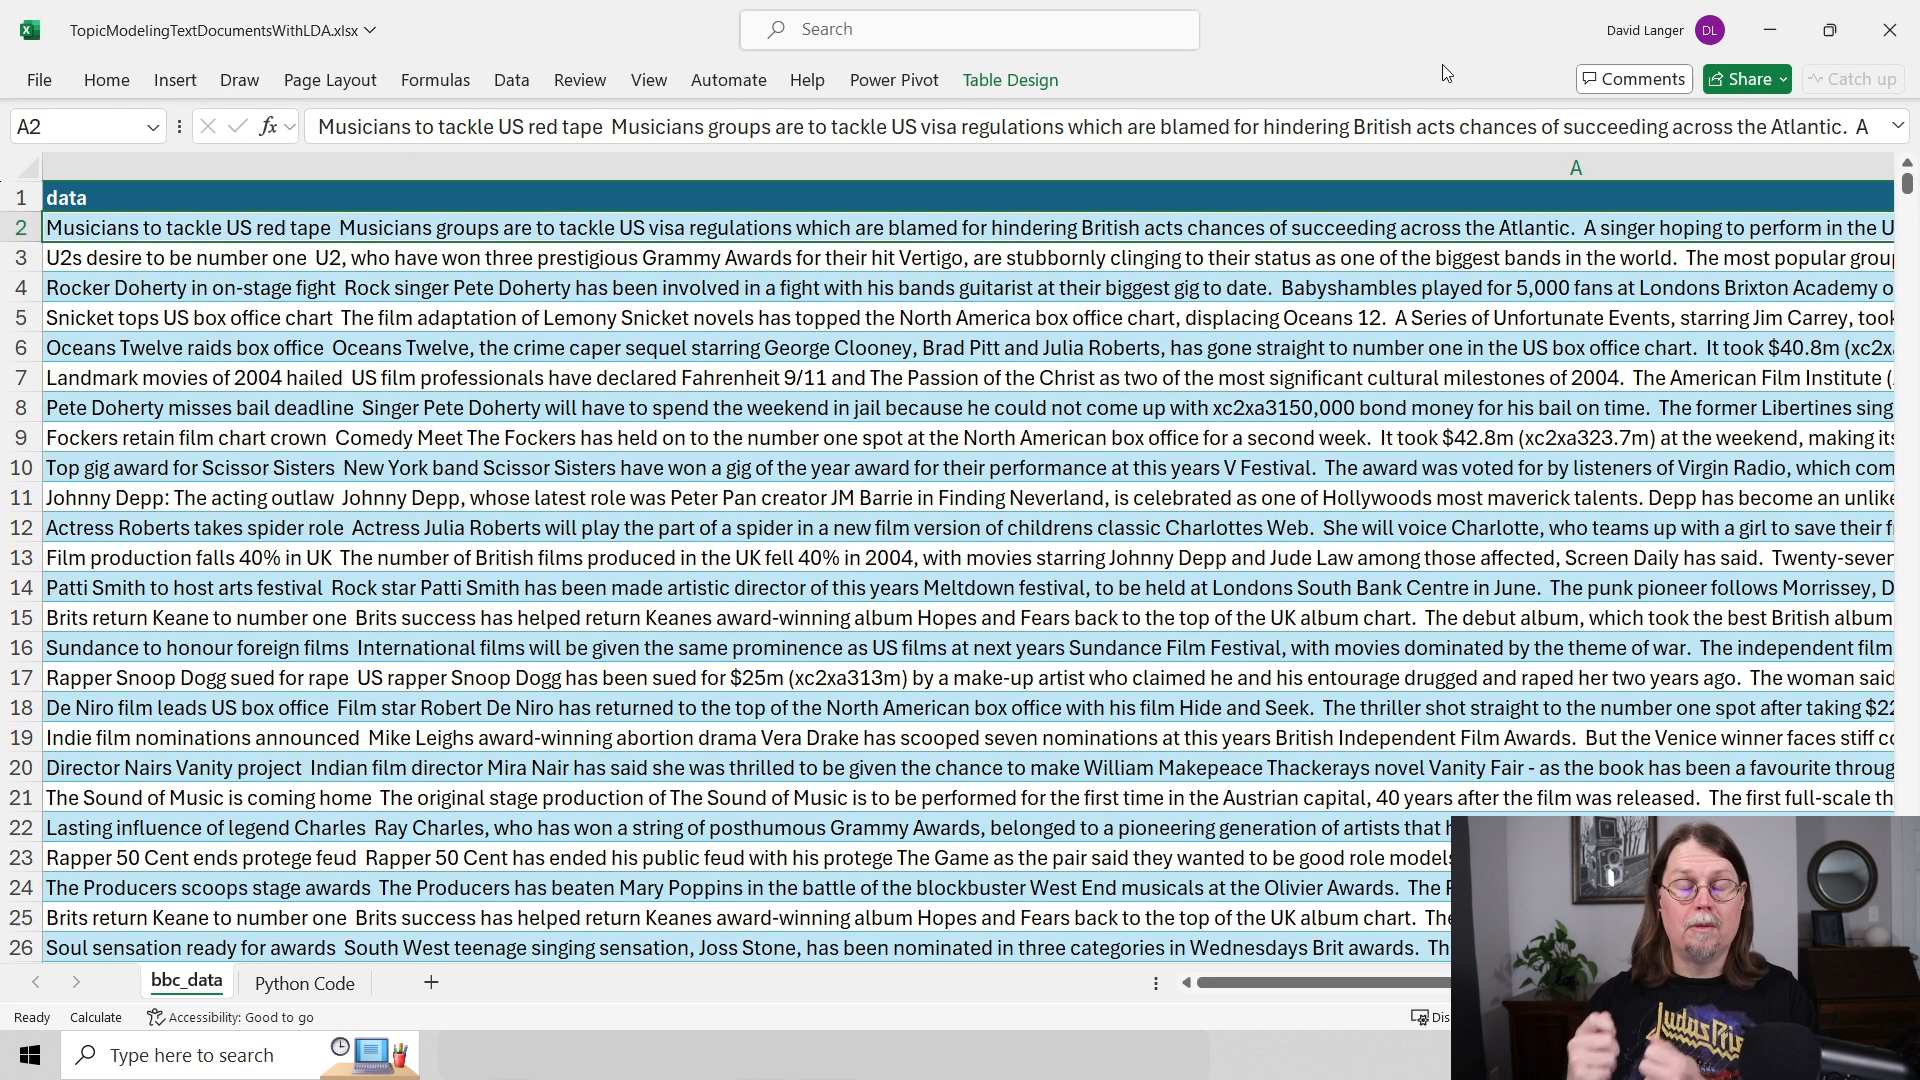 TopicModelingTextDocumentsWithLDA.xlsx
Search
David Langer
DL
File Home Insert Draw Page Layout Formulas Data Review View Automate Help Power Pivot Table Design
Comments
Share
Catch up
A2
fx
Musicians to tackle US red tape Musicians groups are to tackle US visa regulations which are blamed for hindering British acts chances of succeeding across the Atlantic. A
A
1 data
2 Musicians to tackle US red tape Musicians groups are to tackle US visa regulations which are blamed for hindering British acts chances of succeeding across the Atlantic. A singer hoping to perform in the U
3 U2s desire to be number one U2, who have won three prestigious Grammy Awards for their hit Vertigo, are stubbornly clinging to their status as one of the biggest bands in the world. The most popular grou
4 Rocker Doherty in on-stage fight Rock singer Pete Doherty has been involved in a fight with his bands guitarist at their biggest gig to date. Babyshambles played for 5,000 fans at Londons Brixton Academy o
5 Snicket tops US box office chart The film adaptation of Lemony Snicket novels has topped the North America box office chart, displacing Oceans 12. A Series of Unfortunate Events, starring Jim Carrey, took
6 Oceans Twelve raids box office Oceans Twelve, the crime caper sequel starring George Clooney, Brad Pitt and Julia Roberts, has gone straight to number one in the US box office chart. It took $40.8m (xc2x
7 Landmark movies of 2004 hailed US film professionals have declared Fahrenheit 9/11 and The Passion of the Christ as two of the most significant cultural milestones of 2004. The American Film Institute (
8 Pete Doherty misses bail deadline Singer Pete Doherty will have to spend the weekend in jail because he could not come up with xc2xa3150,000 bond money for his bail on time. The former Libertines sing
9 Fockers retain film chart crown Comedy Meet The Fockers has held on to the number one spot at the North American box office for a second week. It took $42.8m (xc2xa323.7m) at the weekend, making its
10 Top gig award for Scissor Sisters New York band Scissor Sisters have won a gig of the year award for their performance at this years V Festival. The award was voted for by listeners of Virgin Radio, which com
11 Johnny Depp: The acting outlaw Johnny Depp, whose latest role was Peter Pan creator JM Barrie in Finding Neverland, is celebrated as one of Hollywoods most maverick talents. Depp has become an unlike
12 Actress Roberts takes spider role Actress Julia Roberts will play the part of a spider in a new film version of childrens classic Charlottes Web. She will voice Charlotte, who teams up with a girl to save their f
13 Film production falls 40% in UK The number of British films produced in the UK fell 40% in 2004, with movies starring Johnny Depp and Jude Law among those affected, Screen Daily has said. Twenty-seven
14 Patti Smith to host arts festival Rock star Patti Smith has been made artistic director of this years Meltdown festival, to be held at Londons South Bank Centre in June. The punk pioneer follows Morrissey, D
15 Brits return Keane to number one Brits success has helped return Keanes award-winning album Hopes and Fears back to the top of the UK album chart. The debut album, which took the best British album
16 Sundance to honour foreign films International films will be given the same prominence as US films at next years Sundance Film Festival, with movies dominated by the theme of war. The independent film
17 Rapper Snoop Dogg sued for rape US rapper Snoop Dogg has been sued for $25m (xc2xa313m) by a make-up artist who claimed he and his entourage drugged and raped her two years ago. The woman said
18 De Niro film leads US box office Film star Robert De Niro has returned to the top of the North American box office with his film Hide and Seek. The thriller shot straight to the number one spot after taking $22
19 Indie film nominations announced Mike Leighs award-winning abortion drama Vera Drake has scooped seven nominations at this years British Independent Film Awards. But the Venice winner faces stiff co
20 Director Nairs Vanity project Indian film director Mira Nair has said she was thrilled to be given the chance to make William Makepeace Thackerays novel Vanity Fair - as the book has been a favourite throug
21 The Sound of Music is coming home The original stage production of The Sound of Music is to be performed for the first time in the Austrian capital, 40 years after the film was released. The first full-scale th
22 Lasting influence of legend Charles Ray Charles, who has won a string of posthumous Grammy Awards, belonged to a pioneering generation of artists that
23 Rapper 50 Cent ends protege feud Rapper 50 Cent has ended his public feud with his protege The Game as the pair said they wanted to be good role models
24 The Producers scoops stage awards The Producers has beaten Mary Poppins in the battle of the blockbuster West End musicals at the Olivier Awards. The
25 Brits return Keane to number one Brits success has helped return Keanes award-winning album Hopes and Fears back to the top of the UK album chart. The
26 Soul sensation ready for awards South West teenage singing sensation, Joss Stone, has been nominated in three categories in Wednesdays Brit awards. Th
bbc_data Python Code
Ready Calculate Accessibility: Good to go Dis
Type here to search
Judas Pri